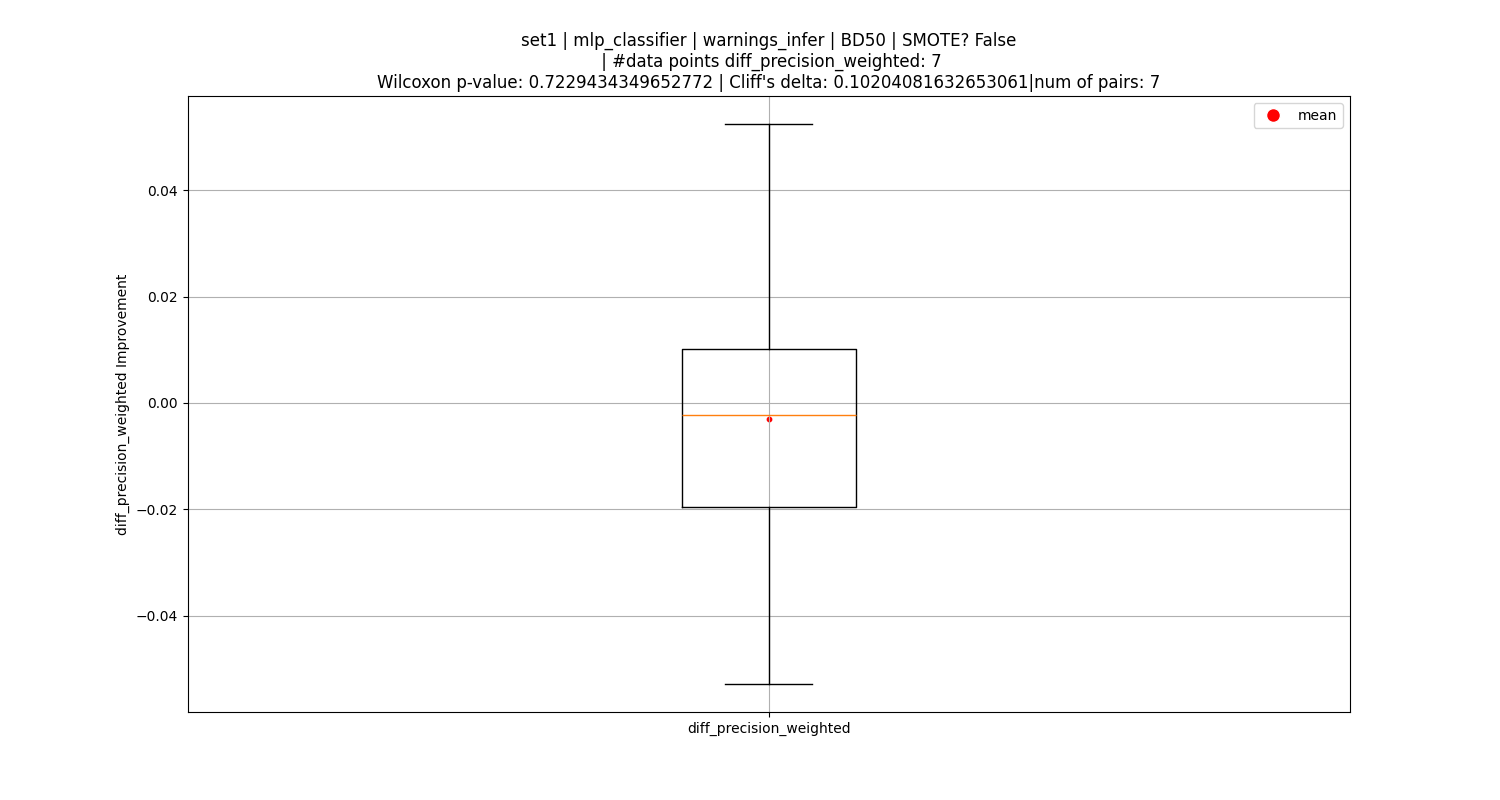 set1 | mlp_classifier | warnings_infer | BD50 | SMOTE? False
| #data points diff_precision_weighted: 7
Wilcoxon p-value: 0.7229434349652772 | Cliff's delta: 0.10204081632653061|num of pairs: 7
mean
0.04
0.02
0.00
−0.02
−0.04
diff_precision_weighted Improvement
diff_precision_weighted